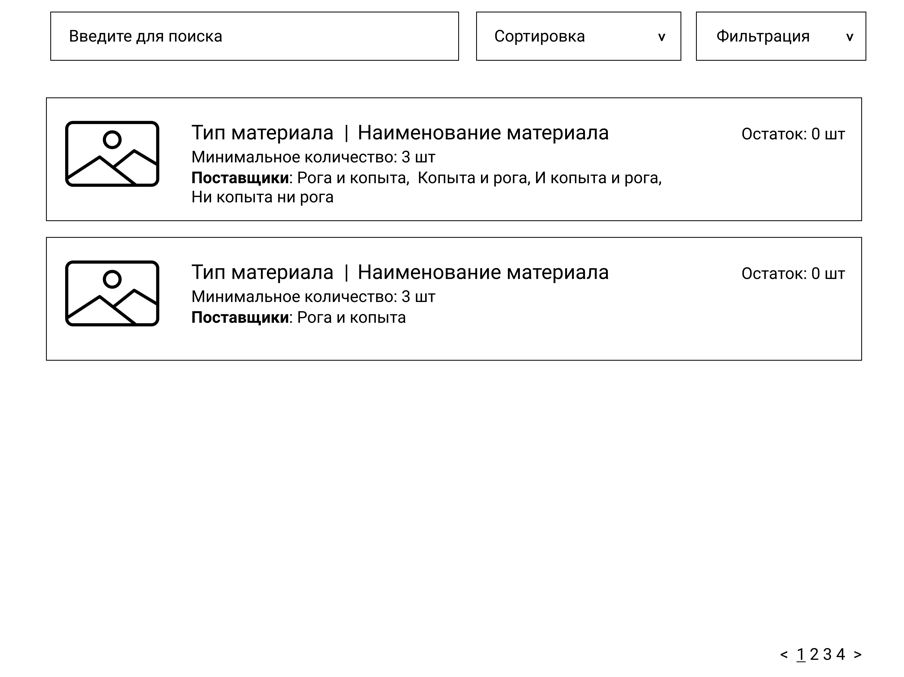 Введите для поиска
Сортировка v
Фильтрация v
Тип материала | Наименование материала
Остаток: 0 шт
Минимальное количество: 3 шт
Поставщики: Рога и копыта, Копыта и рога, И копыта и рога,
Ни копыта ни рога
Тип материала | Наименование материала
Остаток: 0 шт
Минимальное количество: 3 шт
Поставщики: Рога и копыта
< 1 2 3 4 >